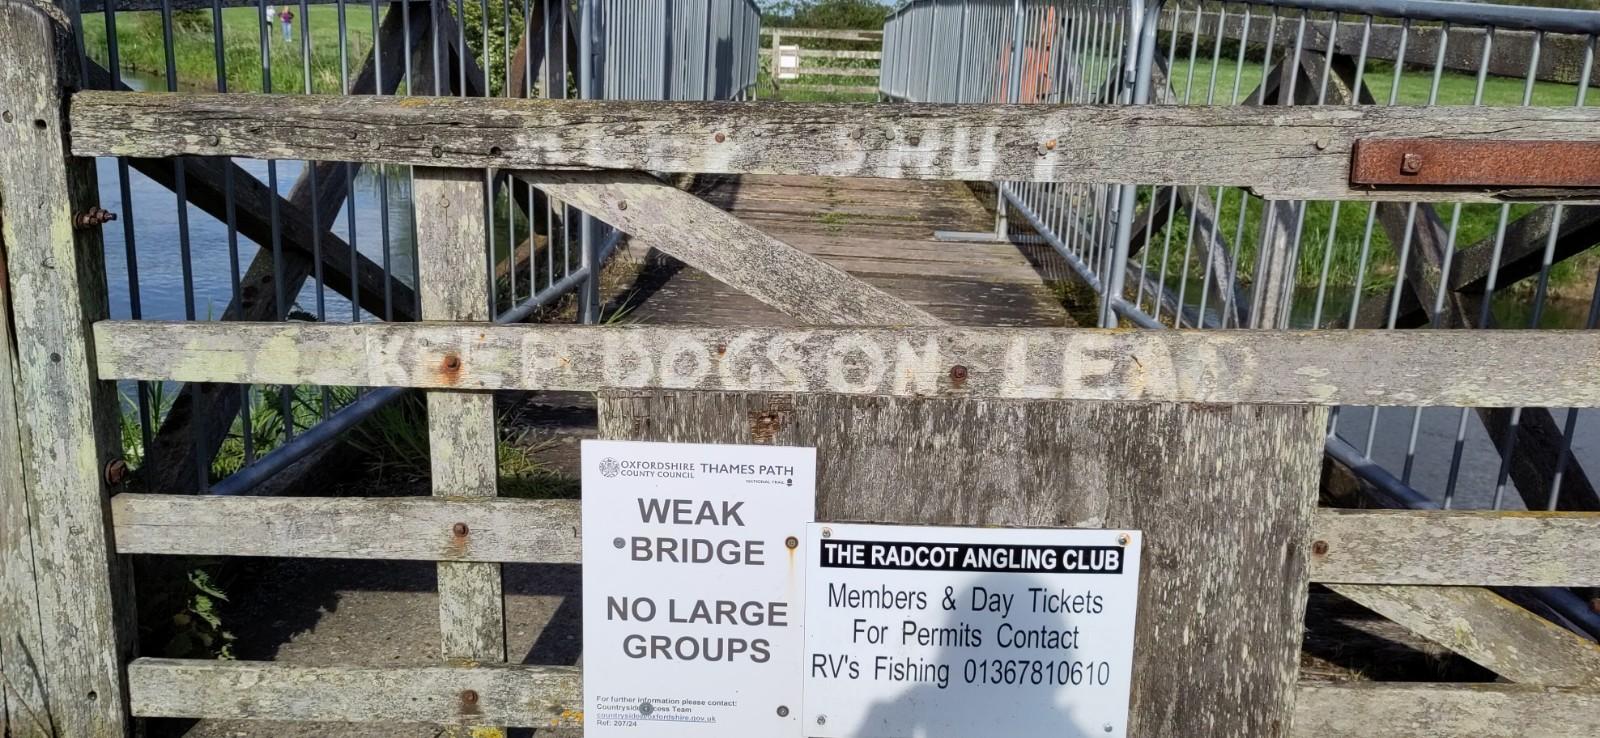 KEEP SHUT
KEEP DOGS ON LEAD
OXFORDSHIRE
COUNTY COUNCIL
THAMES PATH
NATIONAL TRAIL
WEAK
BRIDGE
NO LARGE
GROUPS
For further information please contact:
Countryside Access Team
countryside@oxfordshire.gov.uk
Ref: 207/24
THE RADCOT ANGLING CLUB
Members & Day Tickets
For Permits Contact
RV's Fishing 01367810610